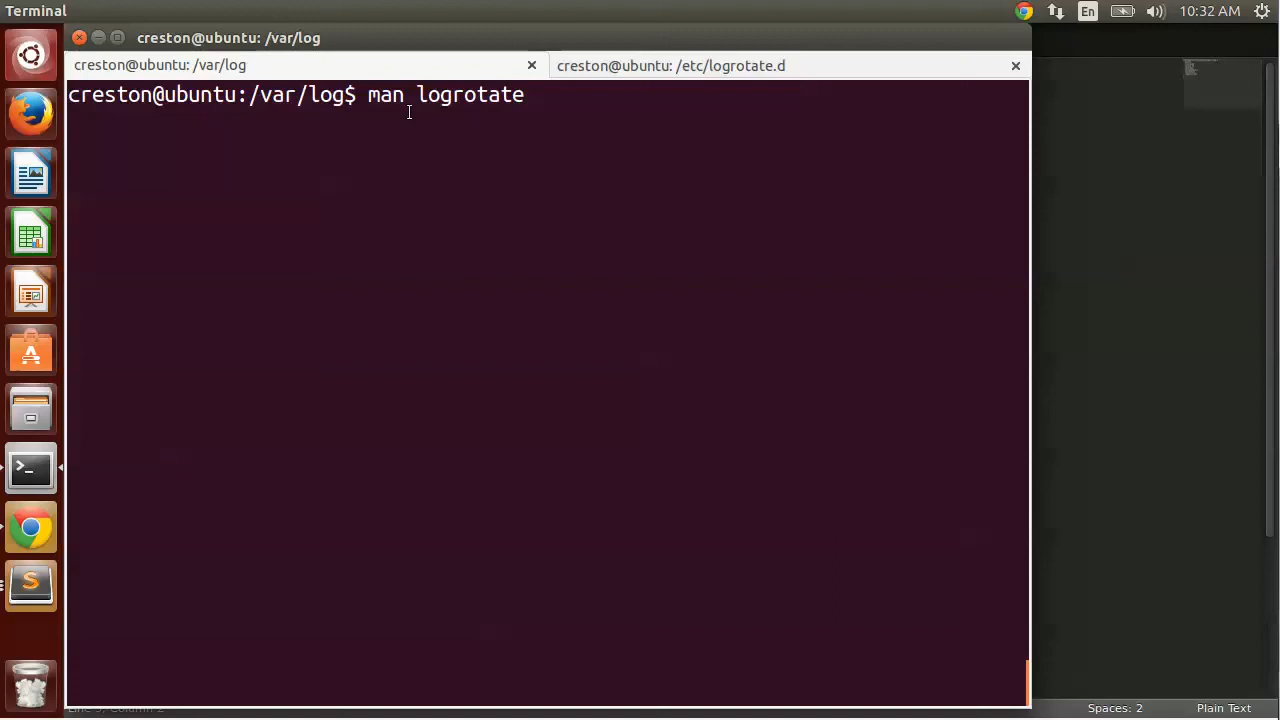 Terminal
En
10:32 AM
creston@ubuntu: /var/log
creston@ubuntu: /var/log
creston@ubuntu: /etc/logrotate.d
creston@ubuntu:/var/log$ man logrotate
Spaces: 2
Plain Text